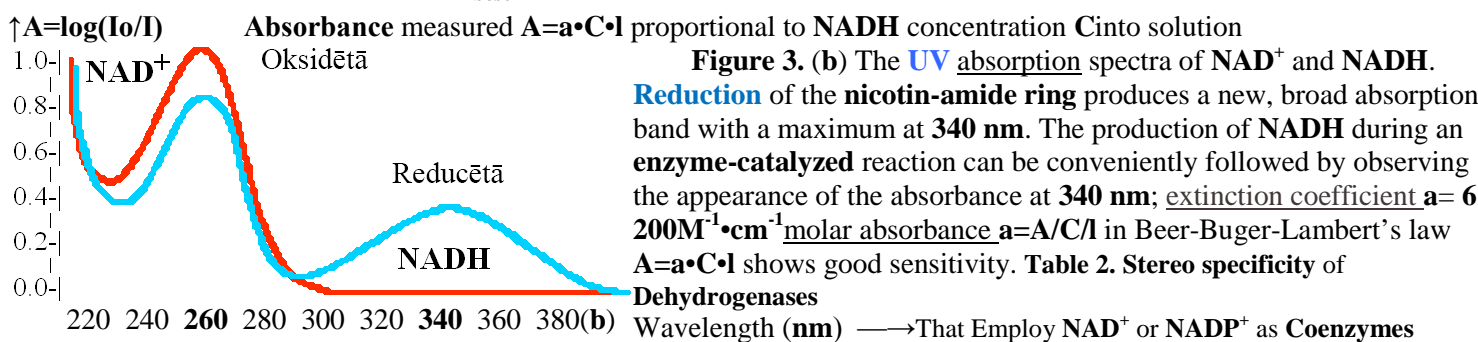 ↑A=log(Io/I) Absorbance measured A=a•C•l proportional to NADH concentration Cinto solution
1.0-|
NAD+
Oksidētā
Figure 3. (b) The UV absorption spectra of NAD+ and NADH.
0.8-|
Reduction of the nicotin-amide ring produces a new, broad absorption
band with a maximum at 340 nm. The production of NADH during an
0.6-|
enzyme-catalyzed reaction can be conveniently followed by observing
Reducētā
the appearance of the absorbance at 340 nm; extinction coefficient a= 6
0.4-|
200M-1•cm-1 molar absorbance a=A/C/l in Beer-Buger-Lambert’s law
0.2-|
NADH
A=a•C•l shows good sensitivity. Table 2. Stereo specificity of
0.0-|
Dehydrogenases
220 240 260 280 300 320 340 360 380(b)
Wavelength (nm) ―→That Employ NAD+ or NADP+ as Coenzymes